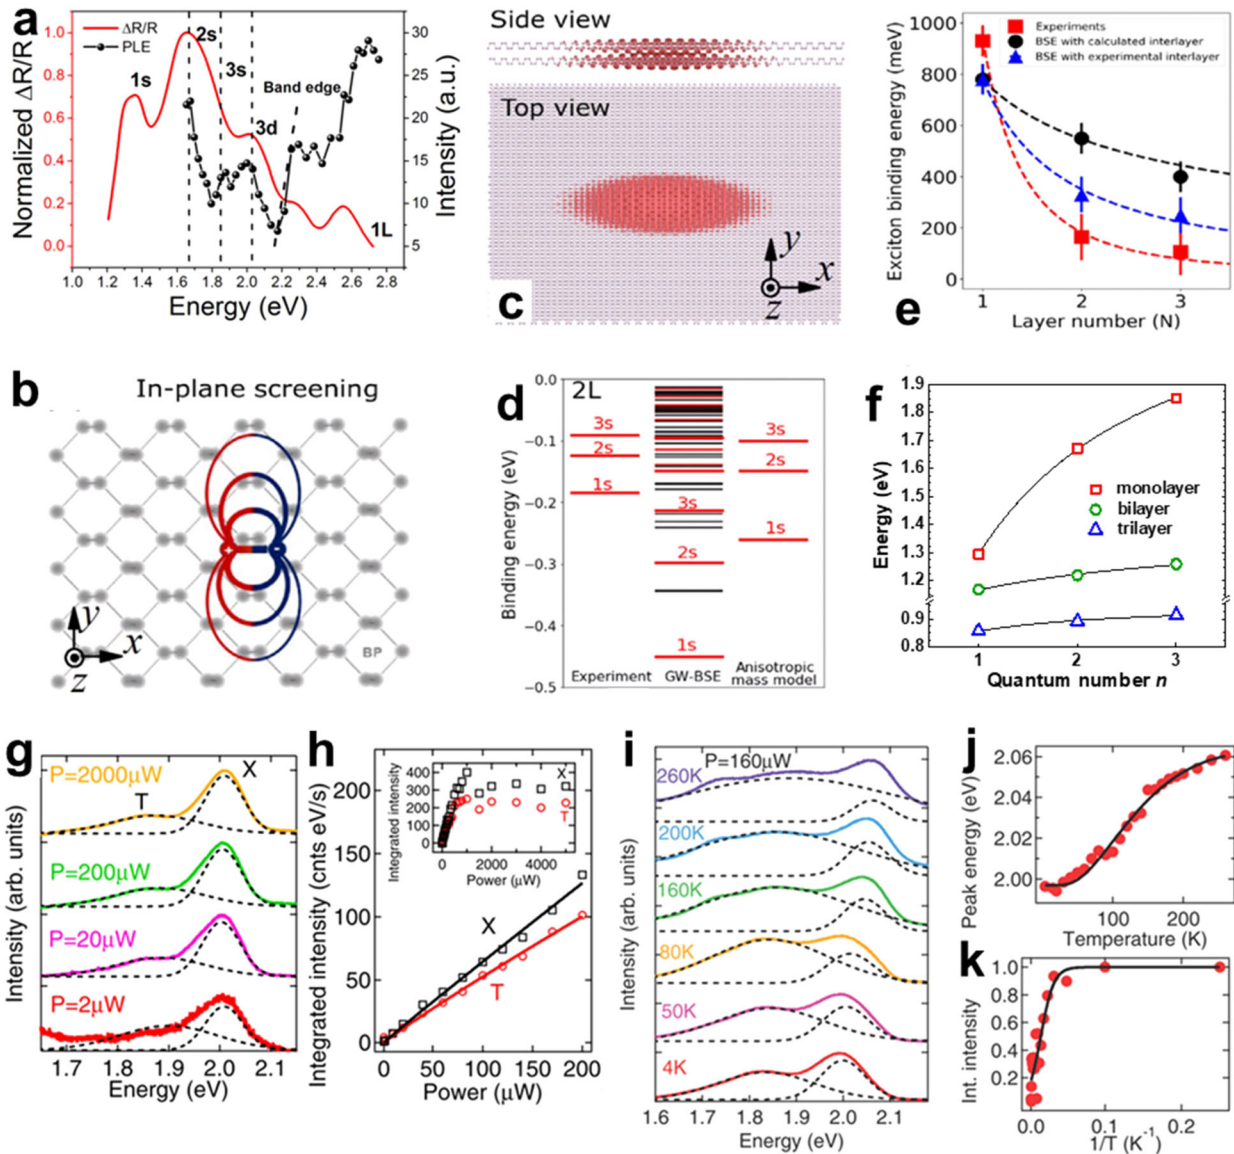 a
ΔR/R
PLE
1s
2s
3s
3d
Band edge
1L
Normalized ΔR/R
1.0
0.8
0.6
0.4
0.2
0.0
30
25
20
15
10
5
Intensity (a.u.)
1.0 1.2 1.4 1.6 1.8 2.0 2.2 2.4 2.6 2.8
Energy (eV)
Side view
Top view
y
x
z
c
1000
800
600
400
200
0
Exciton binding energy (meV)
Experiments
BSE with calculated interlayer
BSE with experimental interlayer
1 2 3
Layer number (N)
e
b
In-plane screening
y
x
z
BP
d
2L
0.0
−0.1
−0.2
−0.3
−0.4
−0.5
Binding energy (eV)
3s
2s
1s
3s
2s
1s
3s
2s
1s
Experiment
GW-BSE
Anisotropic
mass model
f
1.9
1.8
1.7
1.6
1.5
1.4
1.3
1.2
0.9
0.8
Energy (eV)
monolayer
bilayer
trilayer
1 2 3
Quantum number n
g
P=2000μW
T
X
P=200μW
P=20μW
P=2μW
Intensity (arb. units)
1.7 1.8 1.9 2.0 2.1
Energy (eV)
h
200
150
100
50
0
Integrated intensity (cnts eV/s)
400
300
200
100
0
Integrated intensity
X
T
0 2000 4000
Power (μW)
X
T
0 50 100 150 200
Power (μW)
i
P=160μW
260K
200K
160K
80K
50K
4K
Intensity (arb. units)
1.6 1.7 1.8 1.9 2.0 2.1
Energy (eV)
j
2.06
2.04
2.02
2.00
Peak energy (eV)
100 200
Temperature (K)
k
1.0
0.8
0.6
0.4
0.2
Int. intensity
0.0 0.1 0.2
1/T (K⁻¹)